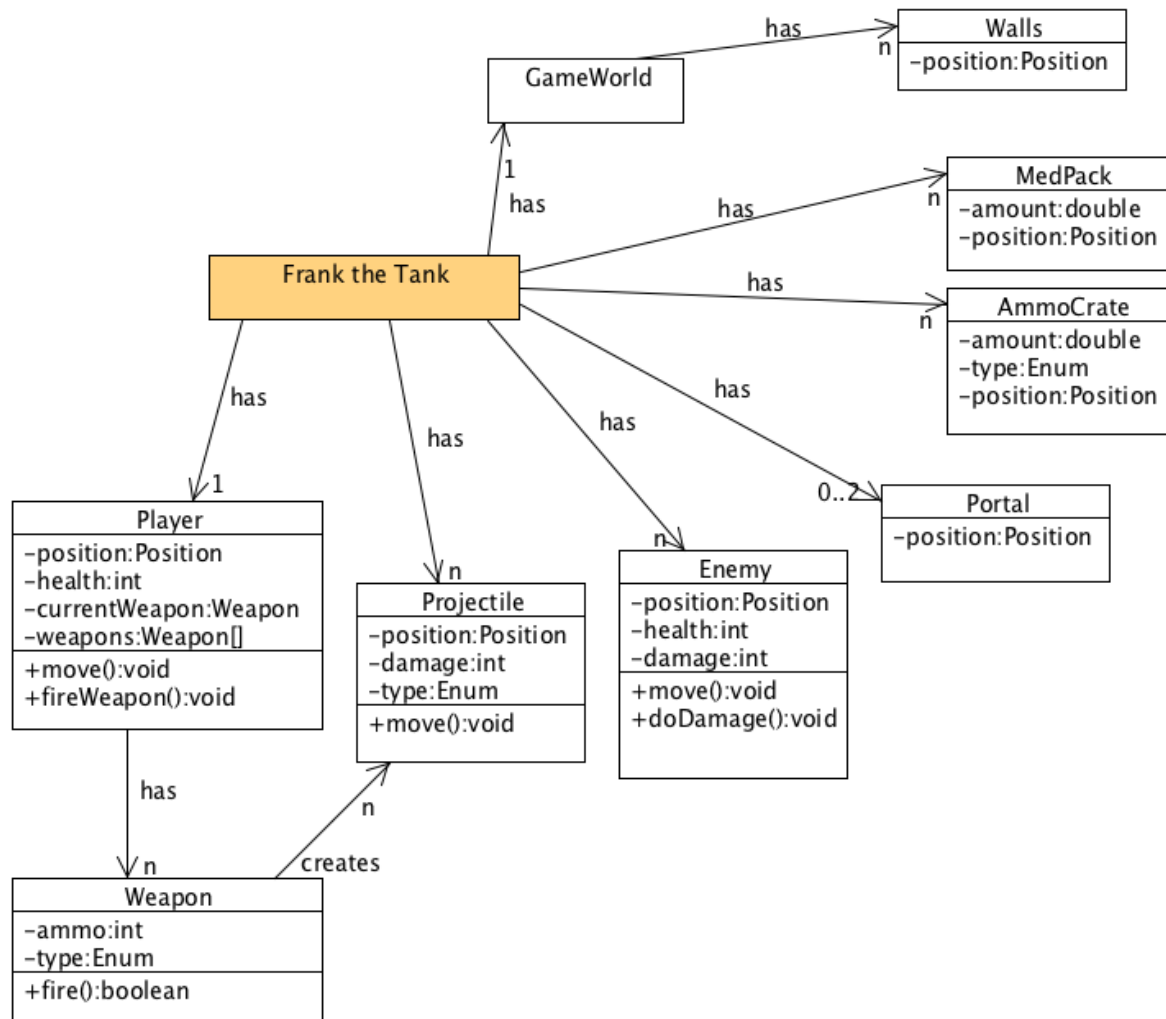 has
Walls
n
-position:Position
GameWorld
1
has
has
MedPack
n
-amount:double
-position:Position
Frank the Tank
has
AmmoCrate
n
-amount:double
-type:Enum
-position:Position
has
has
has
has
0..2
Portal
-position:Position
1
Player
-position:Position
-health:int
-currentWeapon:Weapon
-weapons:Weapon[]
+move():void
+fireWeapon():void
n
Projectile
-position:Position
-damage:int
-type:Enum
+move():void
n
Enemy
-position:Position
-health:int
-damage:int
+move():void
+doDamage():void
has
n
n
creates
Weapon
-ammo:int
-type:Enum
+fire():boolean